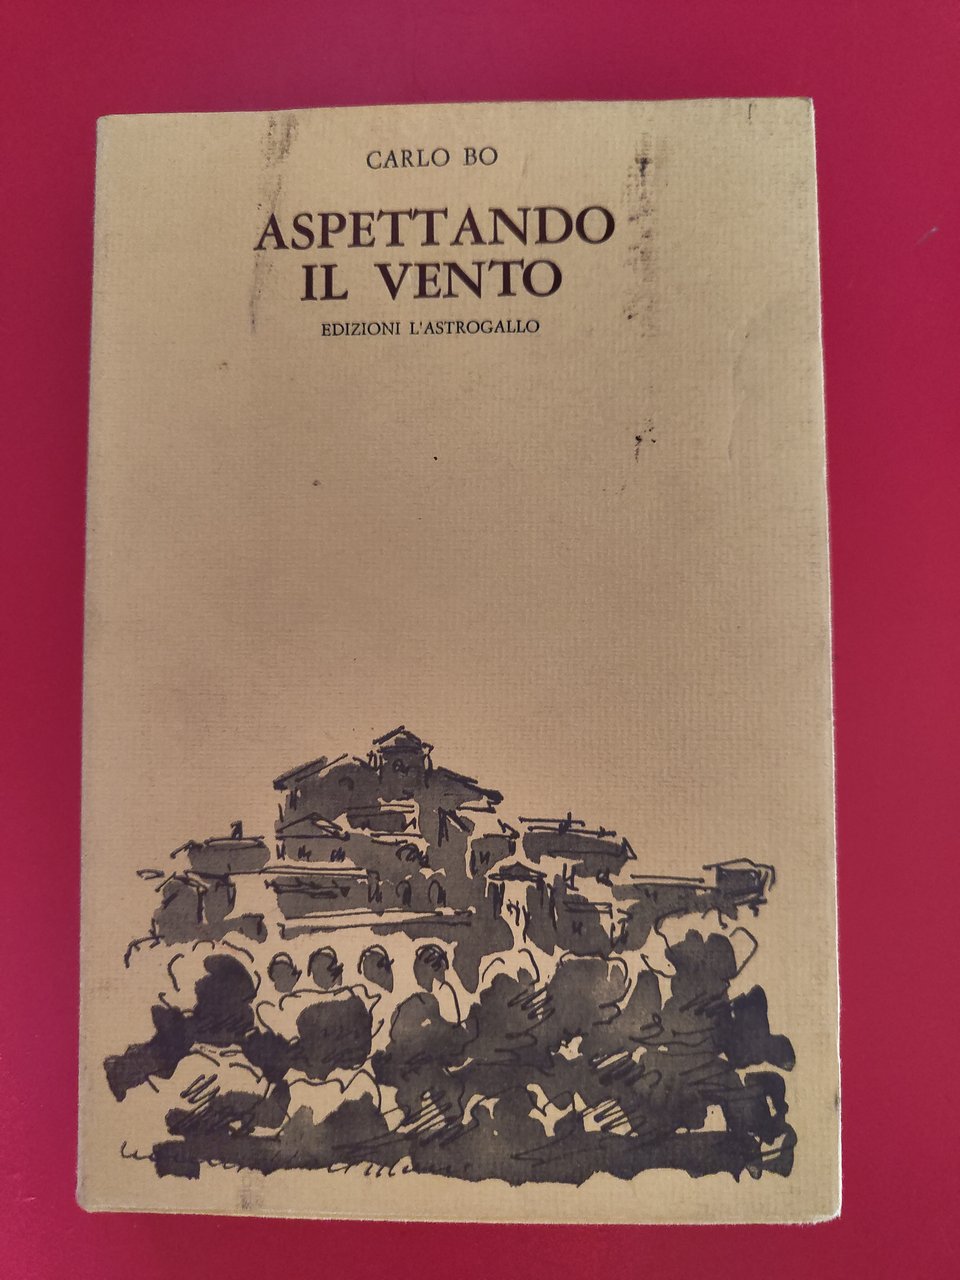 CARLO BO
ASPETTANDO
IL VENTO
EDIZIONI L'ASTROGALLO